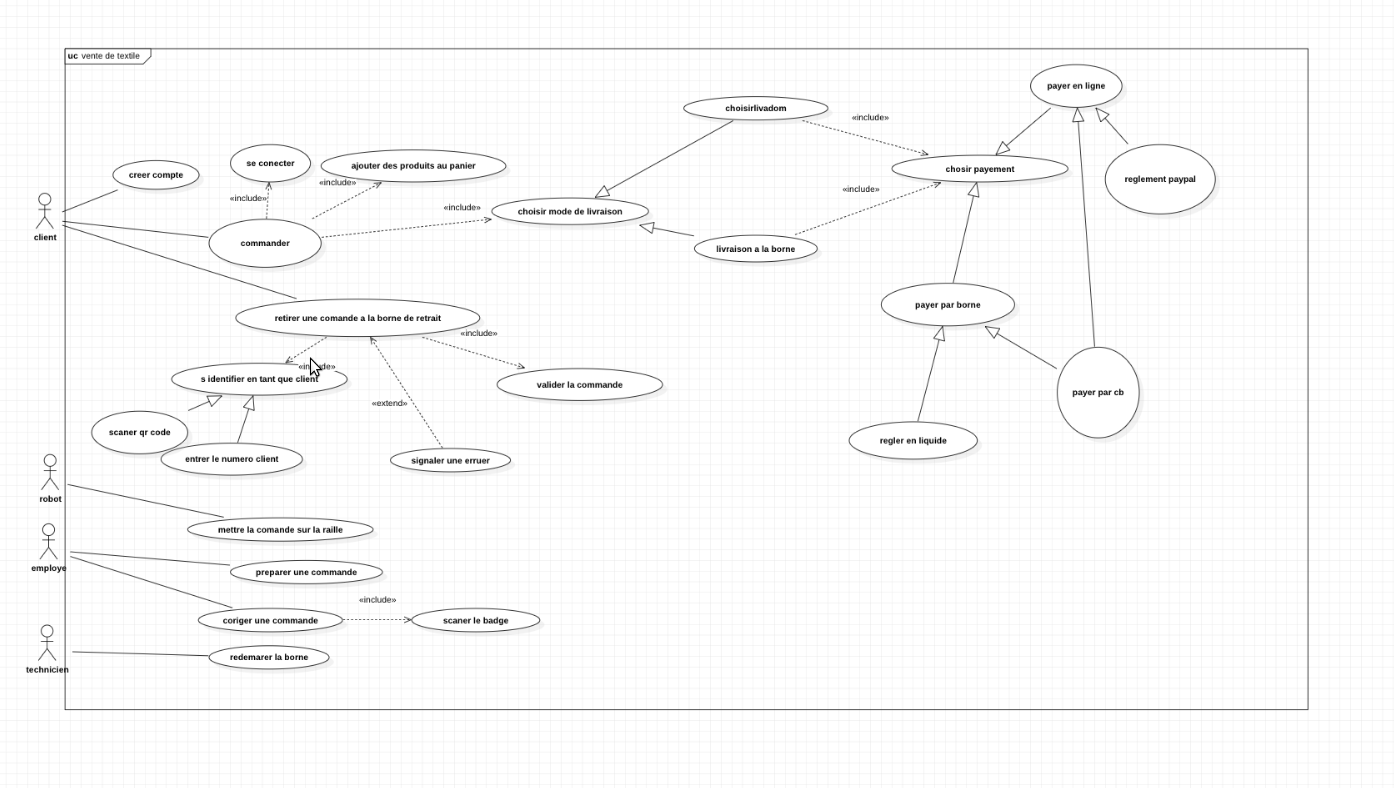 uc vente de textile
payer en ligne
choisirlivadom
«include»
se conecter
ajouter des produits au panier
chosir payement
creer compte
reglement paypal
«include»
«include»
«include»
«include»
choisir mode de livraison
client
commander
livraison a la borne
payer par borne
retirer une comande a la borne de retrait
«include»
s identifier en tant que client
valider la commande
payer par cb
«extend»
scaner qr code
regler en liquide
entrer le numero client
signaler une erruer
robot
mettre la comande sur la raille
employe
preparer une commande
«include»
coriger une commande
scaner le badge
redemarer la borne
technicien